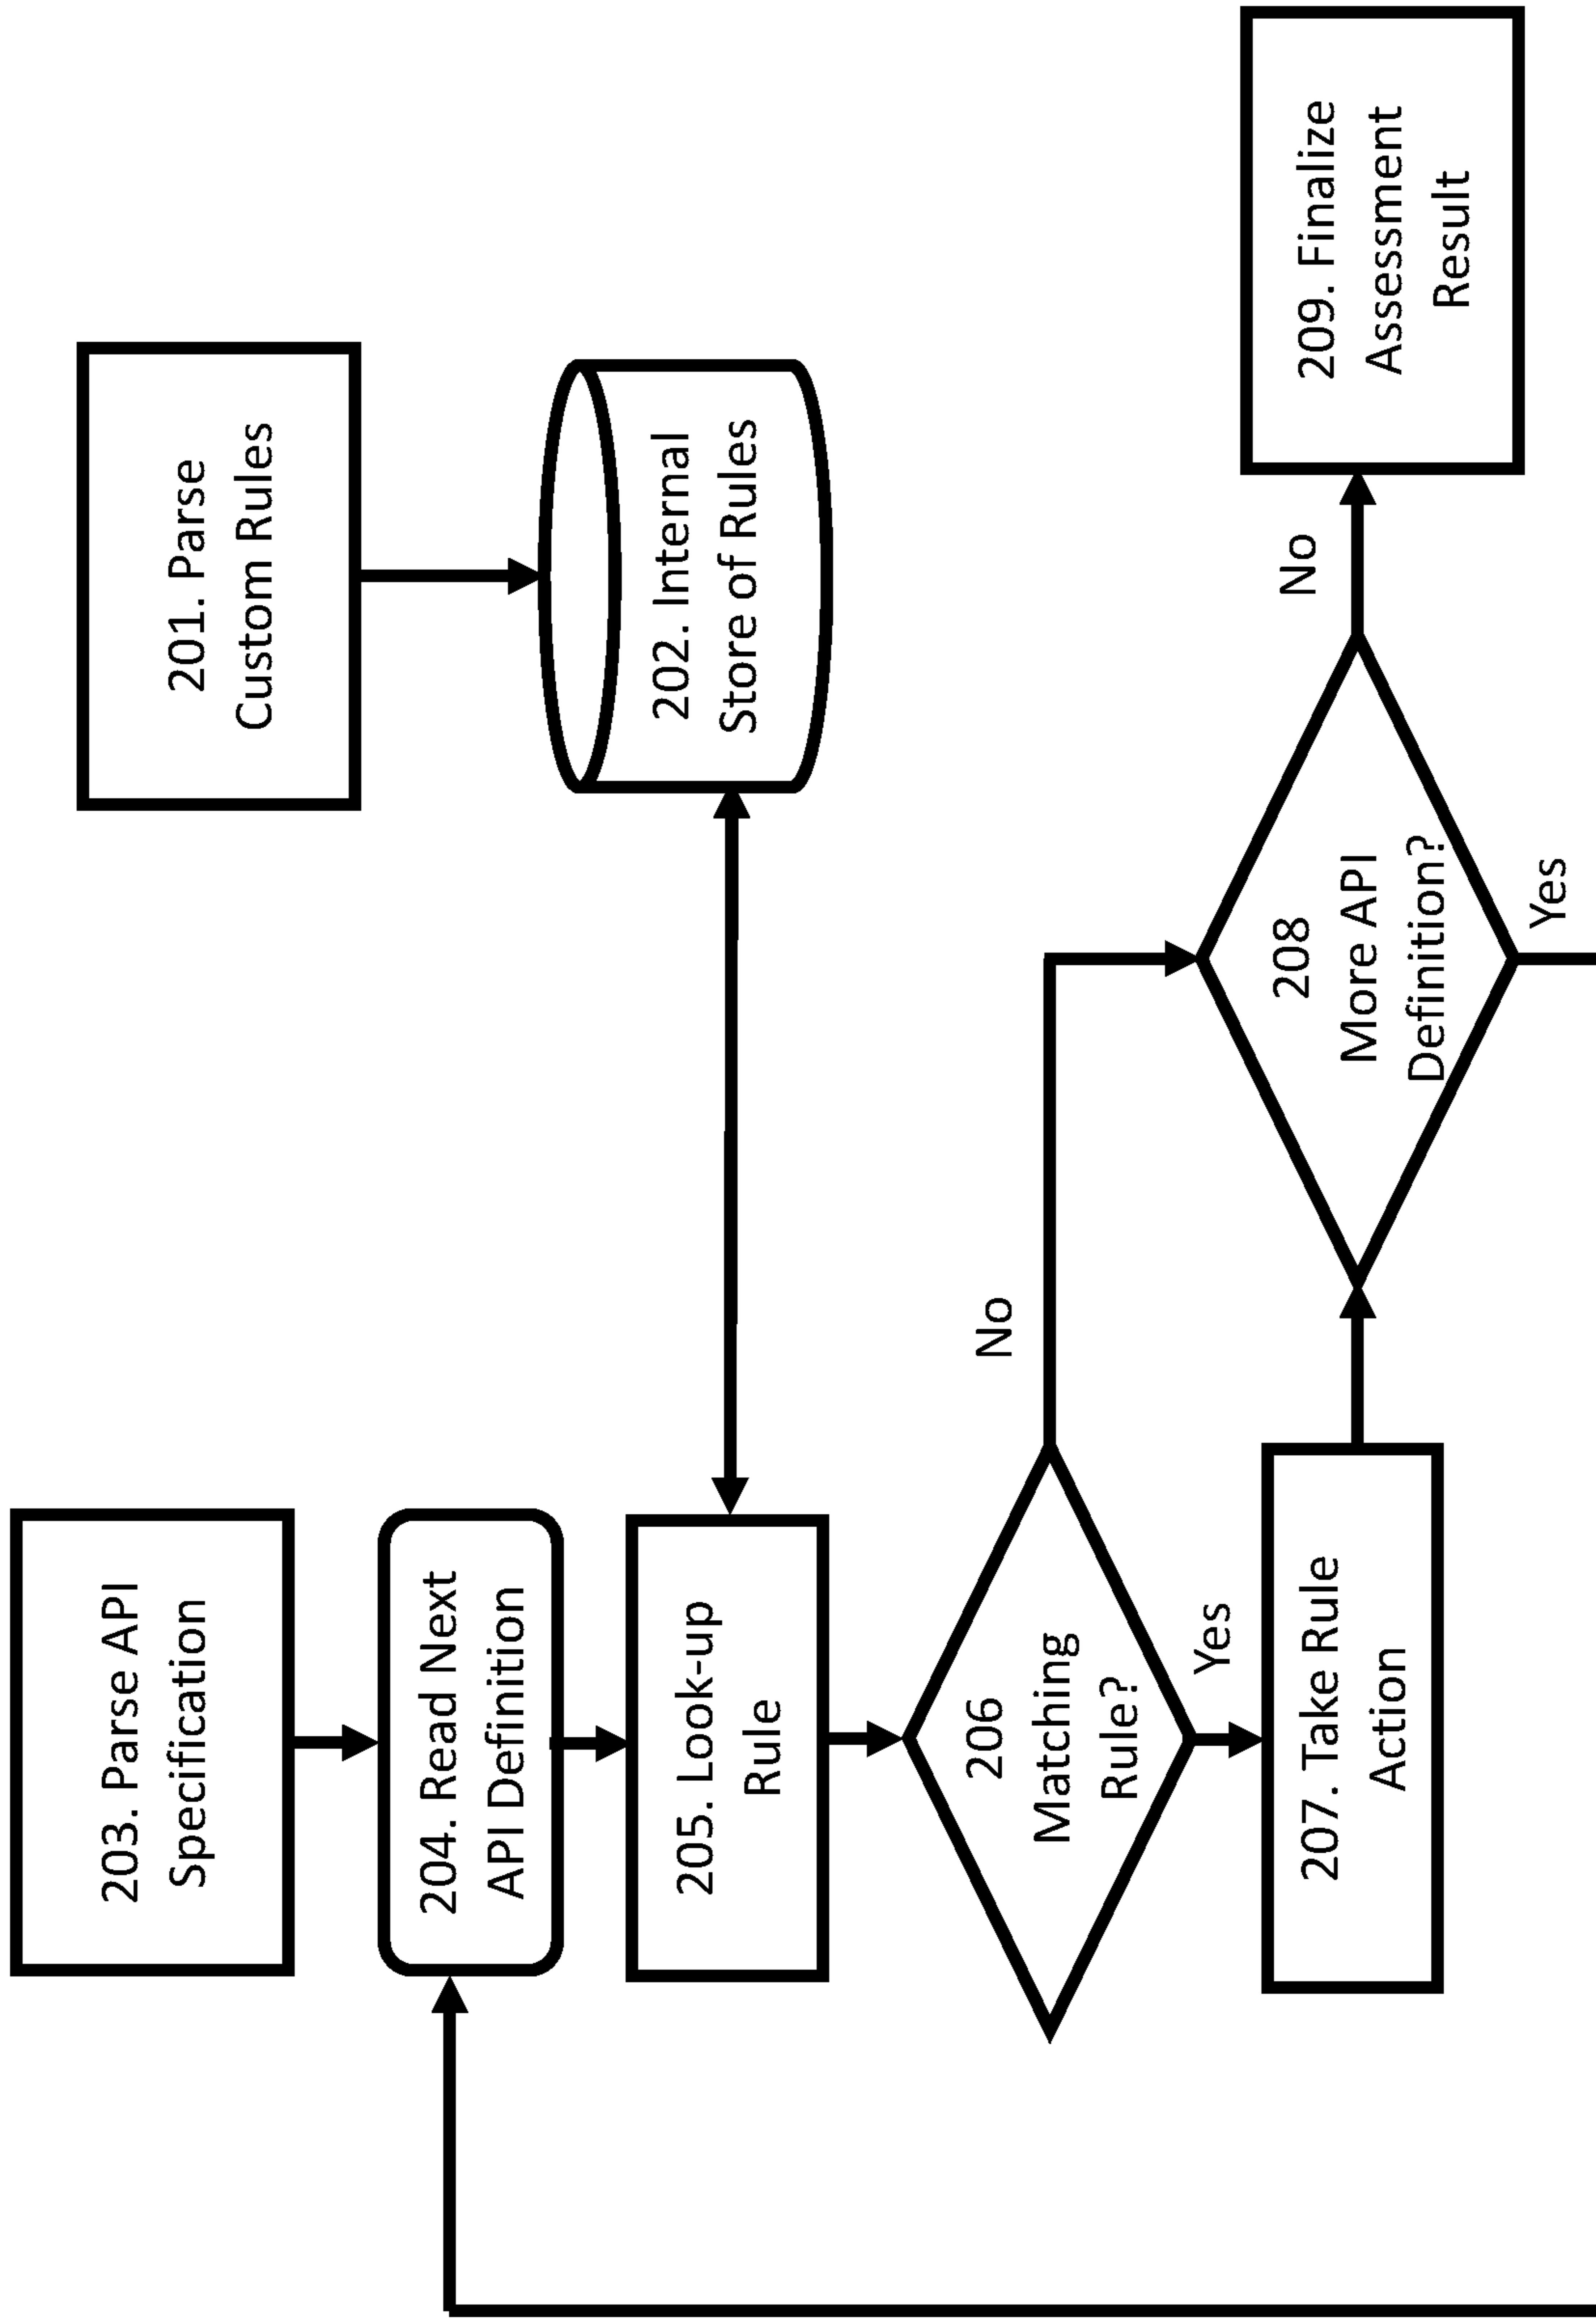 203. Parse API
Specification
201. Parse
Custom Rules
204. Read Next
API Definition
202. Internal
Store of Rules
205. Look-up
Rule
206
Matching
Rule?
No
Yes
207. Take Rule
Action
208
More API
Definition?
No
Yes
209. Finalize
Assessment
Result